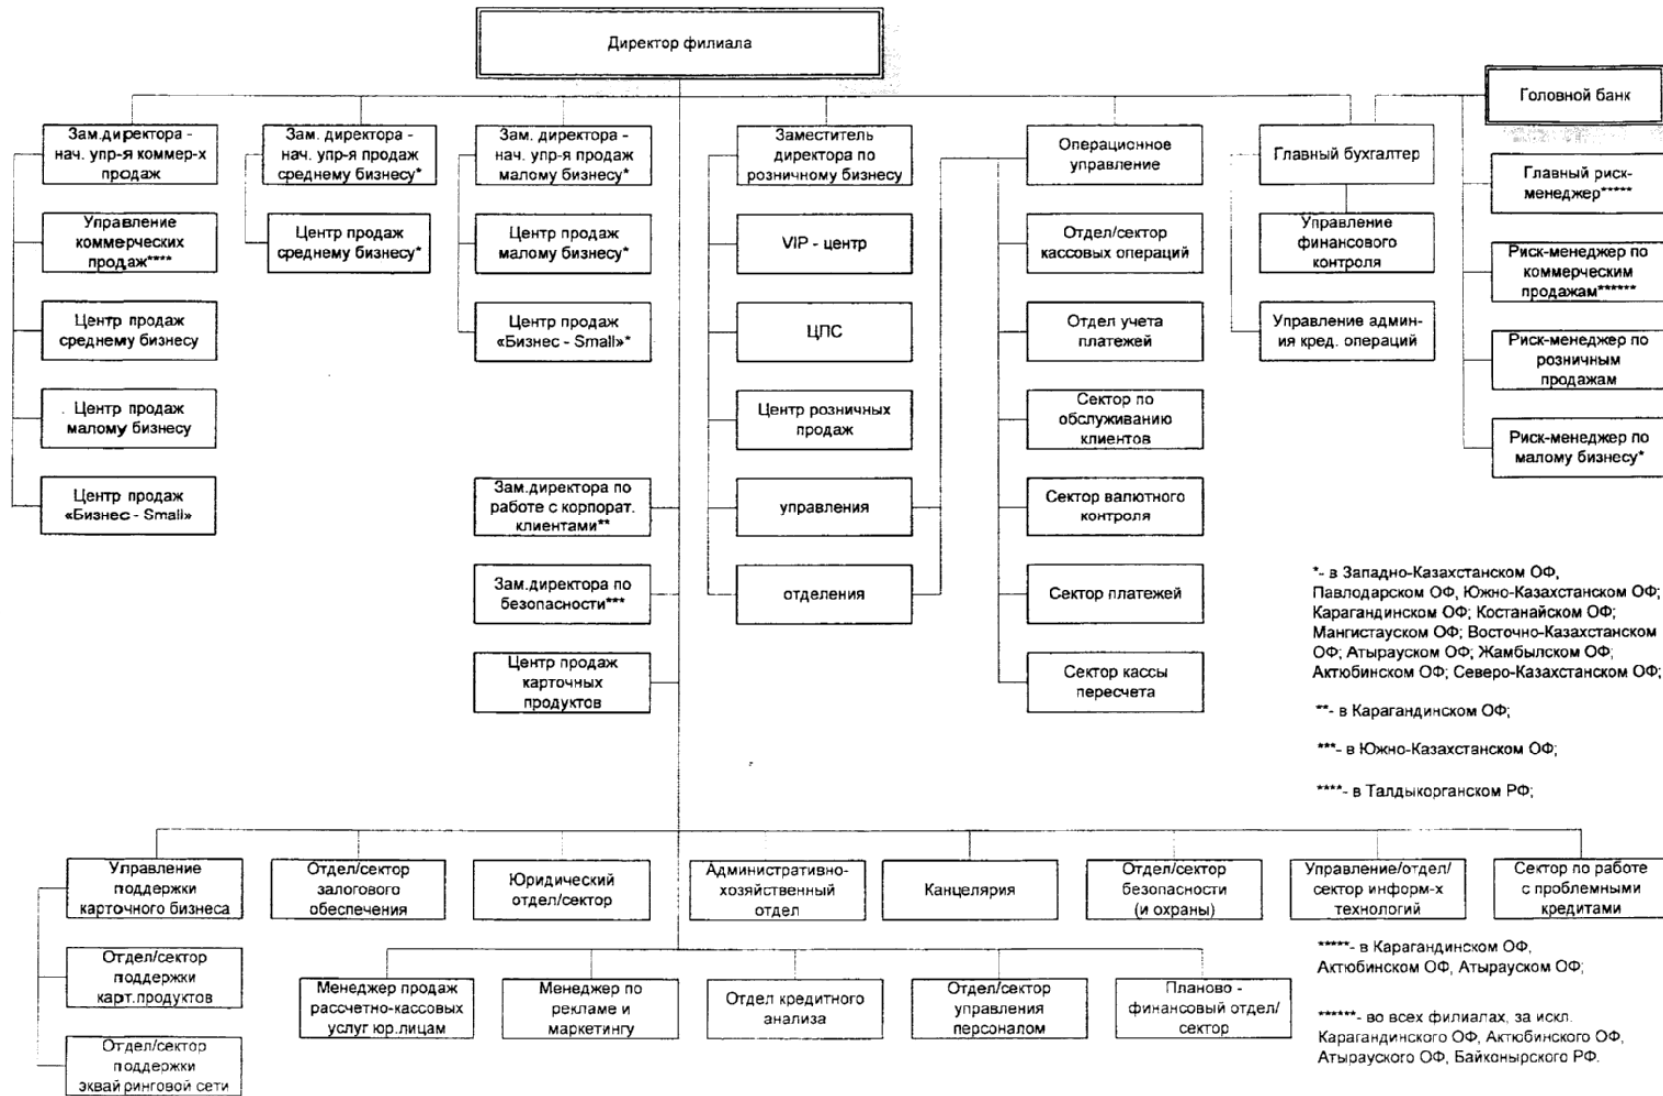 Директор филиала
Головной банк
Зам.директора -
нач. упр-я коммер-х
продаж
Зам. директора -
нач. упр-я продаж
среднему бизнесу*
Зам. директора -
нач. упр-я продаж
малому бизнесу*
Заместитель
директора по
розничному бизнесу
Операционное
управление
Главный бухгалтер
Главный риск-
менеджер*****
Управление
коммерческих
продаж****
Центр продаж
среднему бизнесу*
Центр продаж
малому бизнесу*
VIP - центр
Отдел/сектор
кассовых операций
Управление
финансового
контроля
Риск-менеджер по
коммерческим
продажам******
Центр продаж
среднему бизнесу
Центр продаж
«Бизнес - Small»*
ЦПС
Отдел учета
платежей
Управление админ-
ия кред. операций
Риск-менеджер по
розничным
продажам
Центр продаж
малому бизнесу
Центр розничных
продаж
Сектор по
обслуживанию
клиентов
Риск-менеджер по
малому бизнесу*
Центр продаж
«Бизнес - Small»
Зам.директора по
работе с корпорат.
клиентами**
управления
Сектор валютного
контроля
Зам.директора по
безопасности***
отделения
Сектор платежей
Центр продаж
карточных
продуктов
Сектор кассы
пересчета
*- в Западно-Казахстанском ОФ,
Павлодарском ОФ, Южно-Казахстанском ОФ;
Карагандинском ОФ; Костанайском ОФ;
Мангистауском ОФ; Восточно-Казахстанском
ОФ; Атырауском ОФ; Жамбылском ОФ;
Актюбинском ОФ; Северо-Казахстанском ОФ;
**- в Карагандинском ОФ;
***- в Южно-Казахстанском ОФ;
****- в Талдыкорганском РФ;
Управление
поддержки
карточного бизнеса
Отдел/сектор
залогового
обеспечения
Юридический
отдел/сектор
Административно-
хозяйственный
отдел
Канцелярия
Отдел/сектор
безопасности
(и охраны)
Управление/отдел/
сектор информ-х
технологий
Сектор по работе
с проблемными
кредитами
Отдел/сектор
поддержки
карт.продуктов
Менеджер продаж
рассчетно-кассовых
услуг юр.лицам
Менеджер по
рекламе и
маркетингу
Отдел кредитного
анализа
Отдел/сектор
управления
персоналом
Планово -
финансовый отдел/
сектор
*****- в Карагандинском ОФ,
Актюбинском ОФ, Атырауском ОФ;
Отдел/сектор
поддержки
эквайринговой сети
******- во всех филиалах, за искл.
Карагандинского ОФ, Актюбинского ОФ,
Атырауского ОФ, Байконырского РФ.